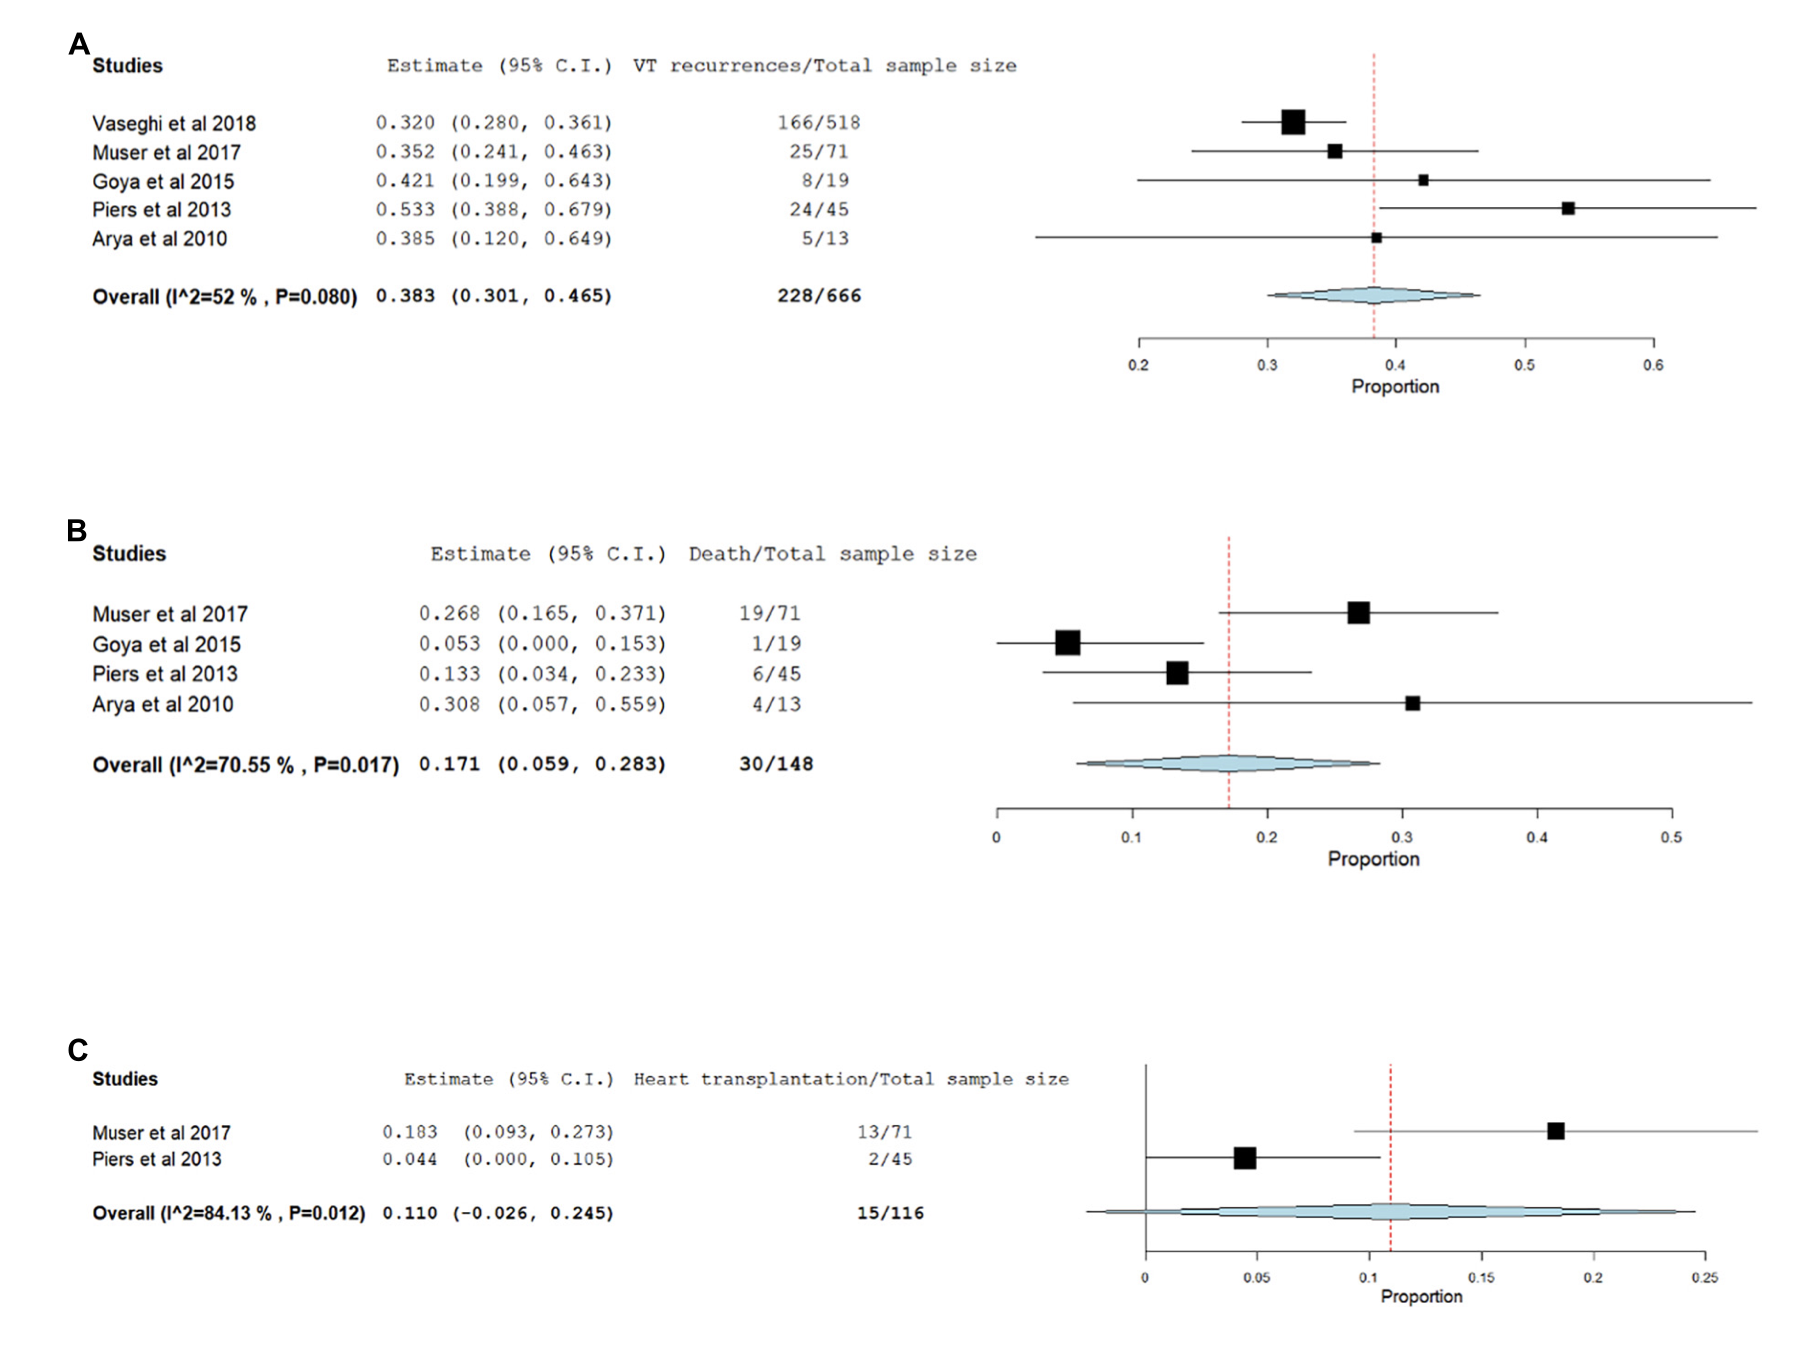 A
Studies Estimate (95% C.I.) VT recurrences/Total sample size
Vaseghi et al 2018 0.320 (0.280, 0.361) 166/518
Muser et al 2017 0.352 (0.241, 0.463) 25/71
Goya et al 2015 0.421 (0.199, 0.643) 8/19
Piers et al 2013 0.533 (0.388, 0.679) 24/45
Arya et al 2010 0.385 (0.120, 0.649) 5/13
Overall (I^2=52 % , P=0.080) 0.383 (0.301, 0.465) 228/666
0.2 0.3 0.4 0.5 0.6
Proportion
B
Studies Estimate (95% C.I.) Death/Total sample size
Muser et al 2017 0.268 (0.165, 0.371) 19/71
Goya et al 2015 0.053 (0.000, 0.153) 1/19
Piers et al 2013 0.133 (0.034, 0.233) 6/45
Arya et al 2010 0.308 (0.057, 0.559) 4/13
Overall (I^2=70.55 % , P=0.017) 0.171 (0.059, 0.283) 30/148
0 0.1 0.2 0.3 0.4 0.5
Proportion
C
Studies Estimate (95% C.I.) Heart transplantation/Total sample size
Muser et al 2017 0.183 (0.093, 0.273) 13/71
Piers et al 2013 0.044 (0.000, 0.105) 2/45
Overall (I^2=84.13 % , P=0.012) 0.110 (-0.026, 0.245) 15/116
0 0.05 0.1 0.15 0.2 0.25
Proportion